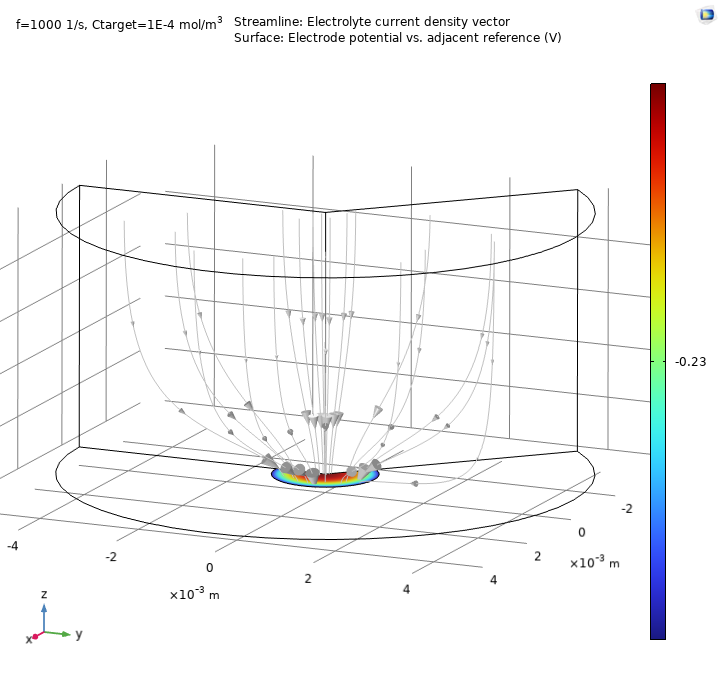 f=1000 1/s, Ctarget=1E-4 mol/m³
Streamline: Electrolyte current density vector
Surface: Electrode potential vs. adjacent reference (V)
-0.23
-2
0
2
×10⁻³ m
4
-4
-2
0
2
4
×10⁻³ m
z
y
x